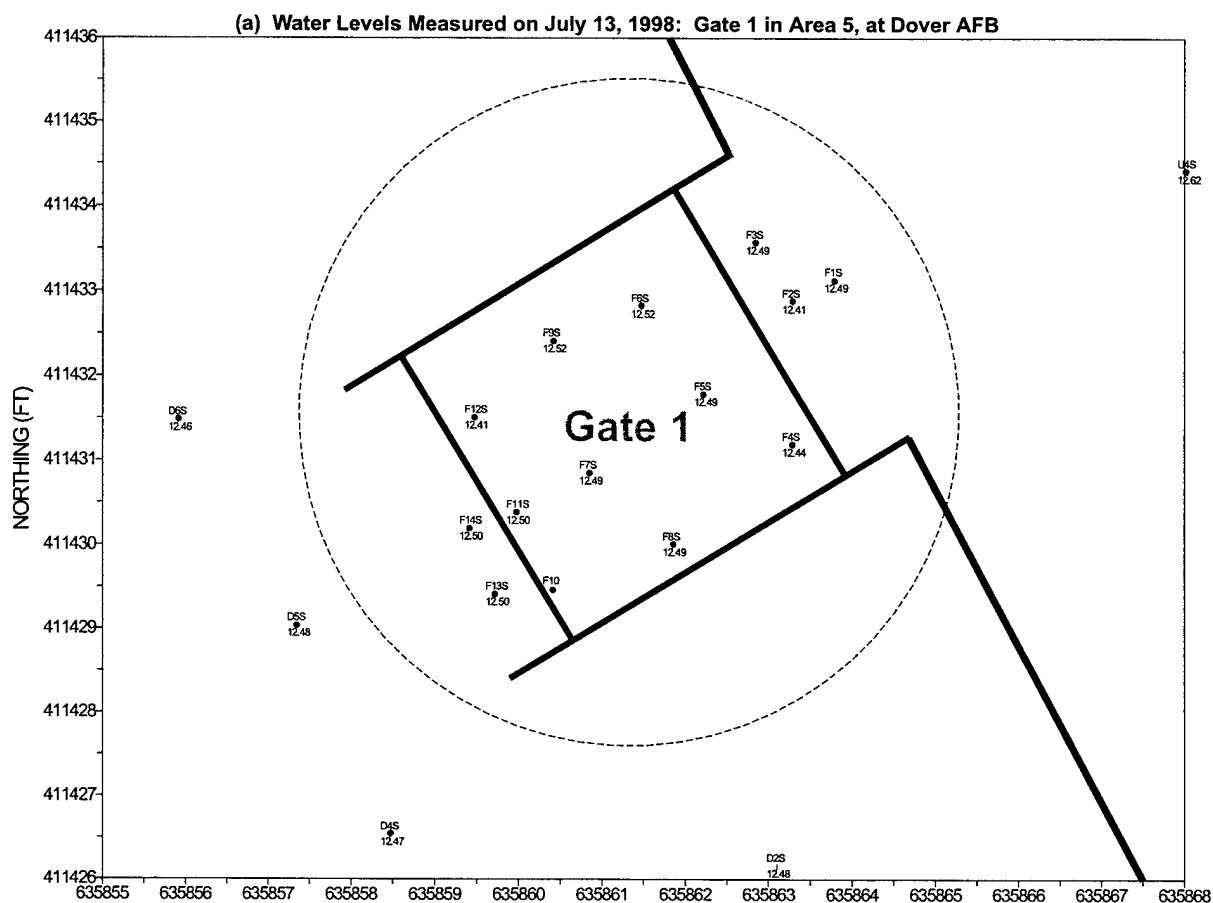 (a) Water Levels Measured on July 13, 1998: Gate 1 in Area 5, at Dover AFB
411436
411435
411434
411433
411432
411431
411430
411429
411428
411427
411426
NORTHING (FT)
U4S
12.62
F3S
12.49
F1S
12.49
F2S
12.41
F6S
12.52
F9S
12.52
F5S
12.49
D6S
12.46
F12S
12.41
Gate 1
F4S
12.44
F7S
12.49
F11S
12.50
F14S
12.50
F8S
12.49
F10
F13S
12.50
D5S
12.48
D4S
12.47
D2S
12.48
635855 635856 635857 635858 635859 635860 635861 635862 635863 635864 635865 635866 635867 635868